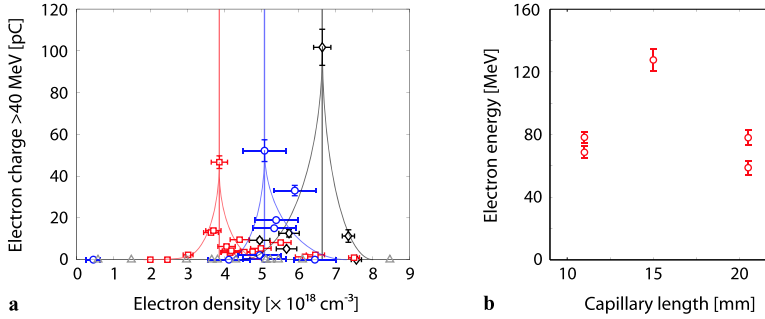 120
100
80
60
40
20
0
Electron charge >40 MeV [pC]
0 1 2 3 4 5 6 7 8 9
Electron density [× 10¹⁸ cm⁻³]
a
160
120
80
40
0
Electron energy [MeV]
10 15 20
Capillary length [mm]
b